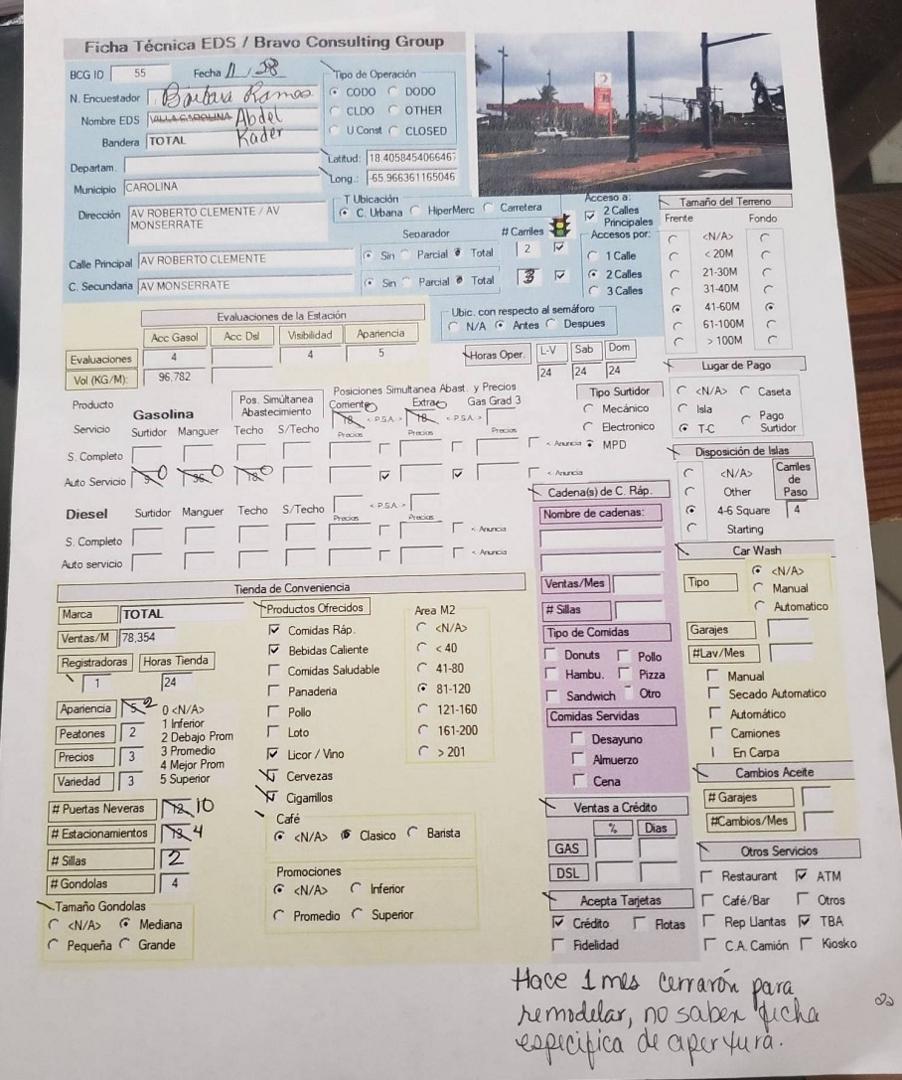 Ficha Técnica EDS / Bravo Consulting Group
BCG ID 55 Fecha 11/28
N. Encuestador Bárbara Ramos
Nombre EDS VILLA CAROLINA Abdel Kader
Bandera TOTAL
Departam.
Municipio CAROLINA
Tipo de Operación
CODO DODO
CLDO OTHER
U Const CLOSED
Latitud: 18.4058454066467
Long.: -65.966361165046
Dirección AV ROBERTO CLEMENTE / AV
MONSERRATE
T Ubicación
C. Urbana HiperMerc Carretera
Separador # Carriles
Calle Principal AV ROBERTO CLEMENTE Sin Parcial Total 2
C. Secundaria AV MONSERRATE Sin Parcial Total 3
Acceso a:
2 Calles
Principales
Accesos por:
1 Calle
2 Calles
3 Calles
Tamaño del Terreno
Frente Fondo
<N/A>
< 20M
21-30M
31-40M
41-60M
61-100M
> 100M
Evaluaciones de la Estación
Acc Gasol Acc Dsl Visibilidad Apariencia
Evaluaciones 4 4 5
Vol (KG/M): 96,782
Ubic. con respecto al semáforo
N/A Antes Despues
Horas Oper. L-V Sab Dom
24 24 24
Lugar de Pago
<N/A> Caseta
Isla Pago
T-C Surtidor
Producto Gasolina
Pos. Simúltanea
Abastecimiento
Posiciones Simultanea Abast. y Precios
Corriente Extra Gas Grad 3
18 0 < P.S.A. > 18 0 < P.S.A. >
Servicio Surtidor Manguer Techo S/Techo Precios Precios Precios
S. Completo < Anuncia
Auto Servicio 9 0 36 0 18 0 < Anuncia
Tipo Surtidor
Mecánico
Electronico
MPD
Disposición de Islas
<N/A>
Other
4-6 Square
Starting
Carriles
de
Paso
4
Diesel Surtidor Manguer Techo S/Techo < P.S.A. >
Precios Precios
S. Completo < Anuncia
Auto servicio < Anuncia
Cadena(s) de C. Ráp.
Nombre de cadenas:
Ventas/Mes
# Sillas
Tipo de Comidas
Donuts Pollo
Hambu. Pizza
Sandwich Otro
Comidas Servidas
Desayuno
Almuerzo
Cena
Car Wash
Tipo <N/A>
Manual
Automatico
Garajes
#Lav/Mes
Manual
Secado Automatico
Automático
Camiones
En Carpa
Tienda de Conveniencia
Marca TOTAL
Ventas/M 78,354
Registradoras Horas Tienda
1 24
Apariencia 5 2
Peatones 2
Precios 3
Variedad 3
0 <N/A>
1 Inferior
2 Debajo Prom
3 Promedio
4 Mejor Prom
5 Superior
# Puertas Neveras 12 10
# Estacionamientos 13 4
# Sillas 2
# Gondolas 4
Tamaño Gondolas
<N/A> Mediana
Pequeña Grande
Productos Ofrecidos
Comidas Ráp.
Bebidas Caliente
Comidas Saludable
Panaderia
Pollo
Loto
Licor / Vino
Cervezas
Cigarrillos
Area M2
<N/A>
< 40
41-80
81-120
121-160
161-200
> 201
Café
<N/A> Clasico Barista
Promociones
<N/A> Inferior
Promedio Superior
Ventas a Crédito
% Dias
GAS
DSL
Acepta Tarjetas
Crédito Flotas
Fidelidad
Cambios Aceite
# Garajes
#Cambios/Mes
Otros Servicios
Restaurant ATM
Café/Bar Otros
Rep Llantas TBA
C.A. Camión Kiosko
Hace 1 mes cerrarón para
remodelar, no saben ficha
especifica de apertura.